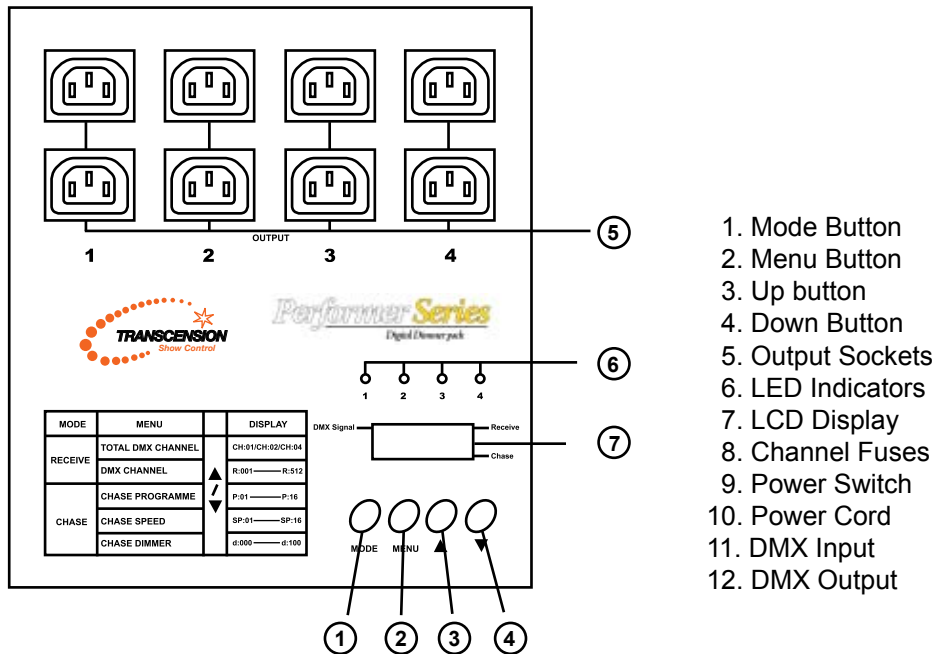 OUTPUT
1 2 3 4
5
TRANSCENSION
Show Control
Performer Series
Digital Dimmer pack
6
1 2 3 4
DMX Signal
Receive
Chase
7
MODE MENU DISPLAY
RECEIVE TOTAL DMX CHANNEL CH:01/CH:02/CH:04
DMX CHANNEL ▲ / ▼ R:001 —— R:512
CHASE CHASE PROGRAMME P:01 —— P:16
CHASE SPEED SP:01 —— SP:16
CHASE DIMMER d:000 —— d:100
MODE MENU ▲ ▼
1 2 3 4
1. Mode Button
2. Menu Button
3. Up button
4. Down Button
5. Output Sockets
6. LED Indicators
7. LCD Display
8. Channel Fuses
9. Power Switch
10. Power Cord
11. DMX Input
12. DMX Output